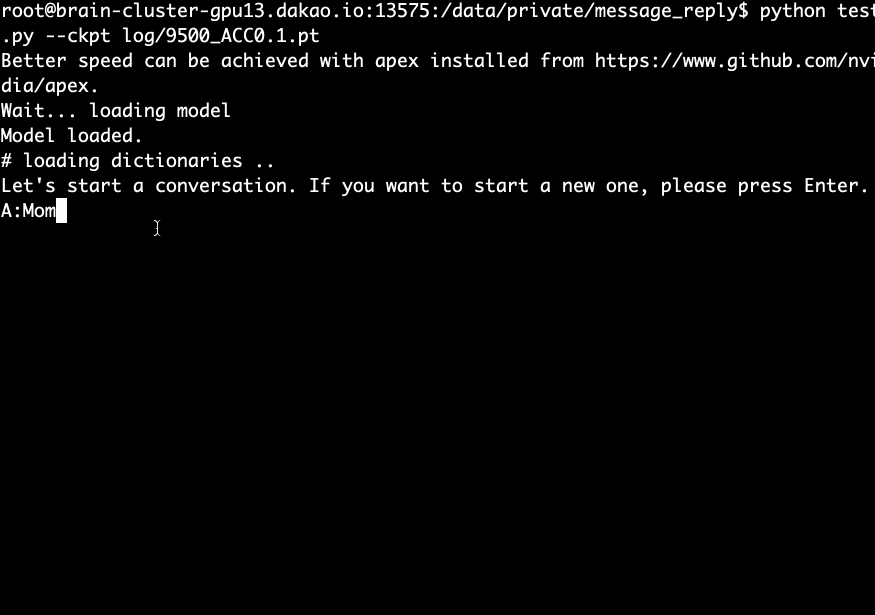 root@brain-cluster-gpu13.dakao.io:13575:/data/private/message_reply$ python test
.py --ckpt log/9500_ACC0.1.pt
Better speed can be achieved with apex installed from https://www.github.com/nvi
dia/apex.
Wait... loading model
Model loaded.
# loading dictionaries ..
Let's start a conversation. If you want to start a new one, please press Enter.
A:Mom